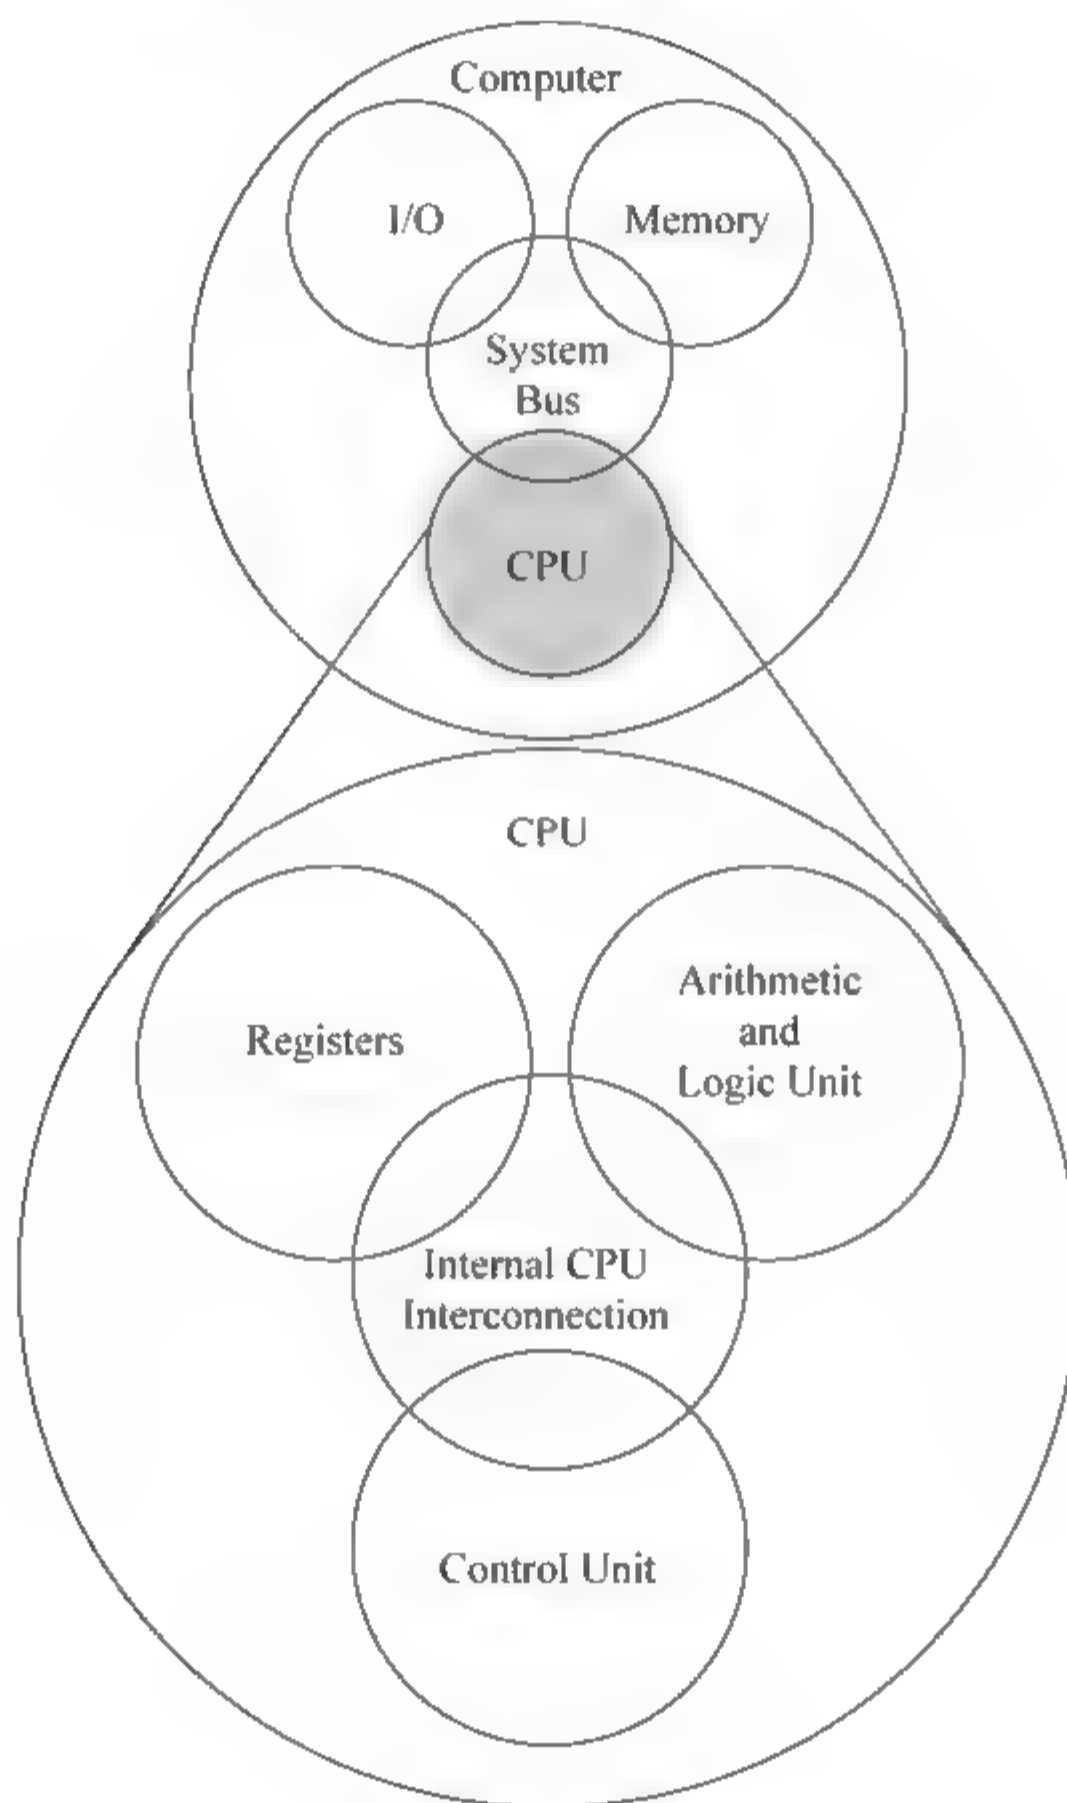 Computer
I/O
Memory
System
Bus
CPU
CPU
Registers
Arithmetic
and
Logic Unit
Internal CPU
Interconnection
Control Unit